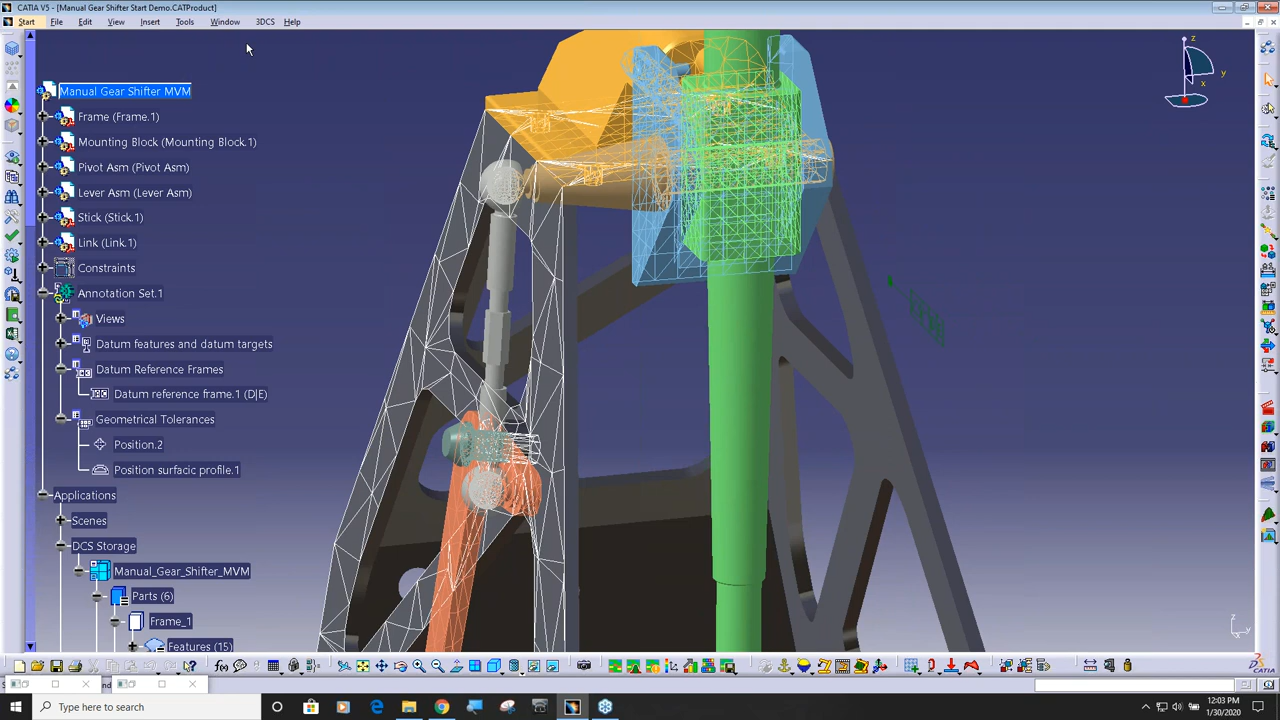 CATIA V5 - [Manual Gear Shifter Start Demo.CATProduct]
Start File Edit View Insert Tools Window 3DCS Help
Manual Gear Shifter MVM
Frame (Frame.1)
Mounting Block (Mounting Block.1)
Pivot Asm (Pivot Asm)
Lever Asm (Lever Asm)
Stick (Stick.1)
Link (Link.1)
Constraints
Annotation Set.1
Views
Datum features and datum targets
Datum Reference Frames
Datum reference frame.1 (D|E)
Geometrical Tolerances
Position.2
Position surfacic profile.1
Applications
Scenes
DCS Storage
Manual_Gear_Shifter_MVM
Parts (6)
Frame_1
Features (15)
z
y
x
z
CATIA
Type here to search
12:03 PM
1/30/2020